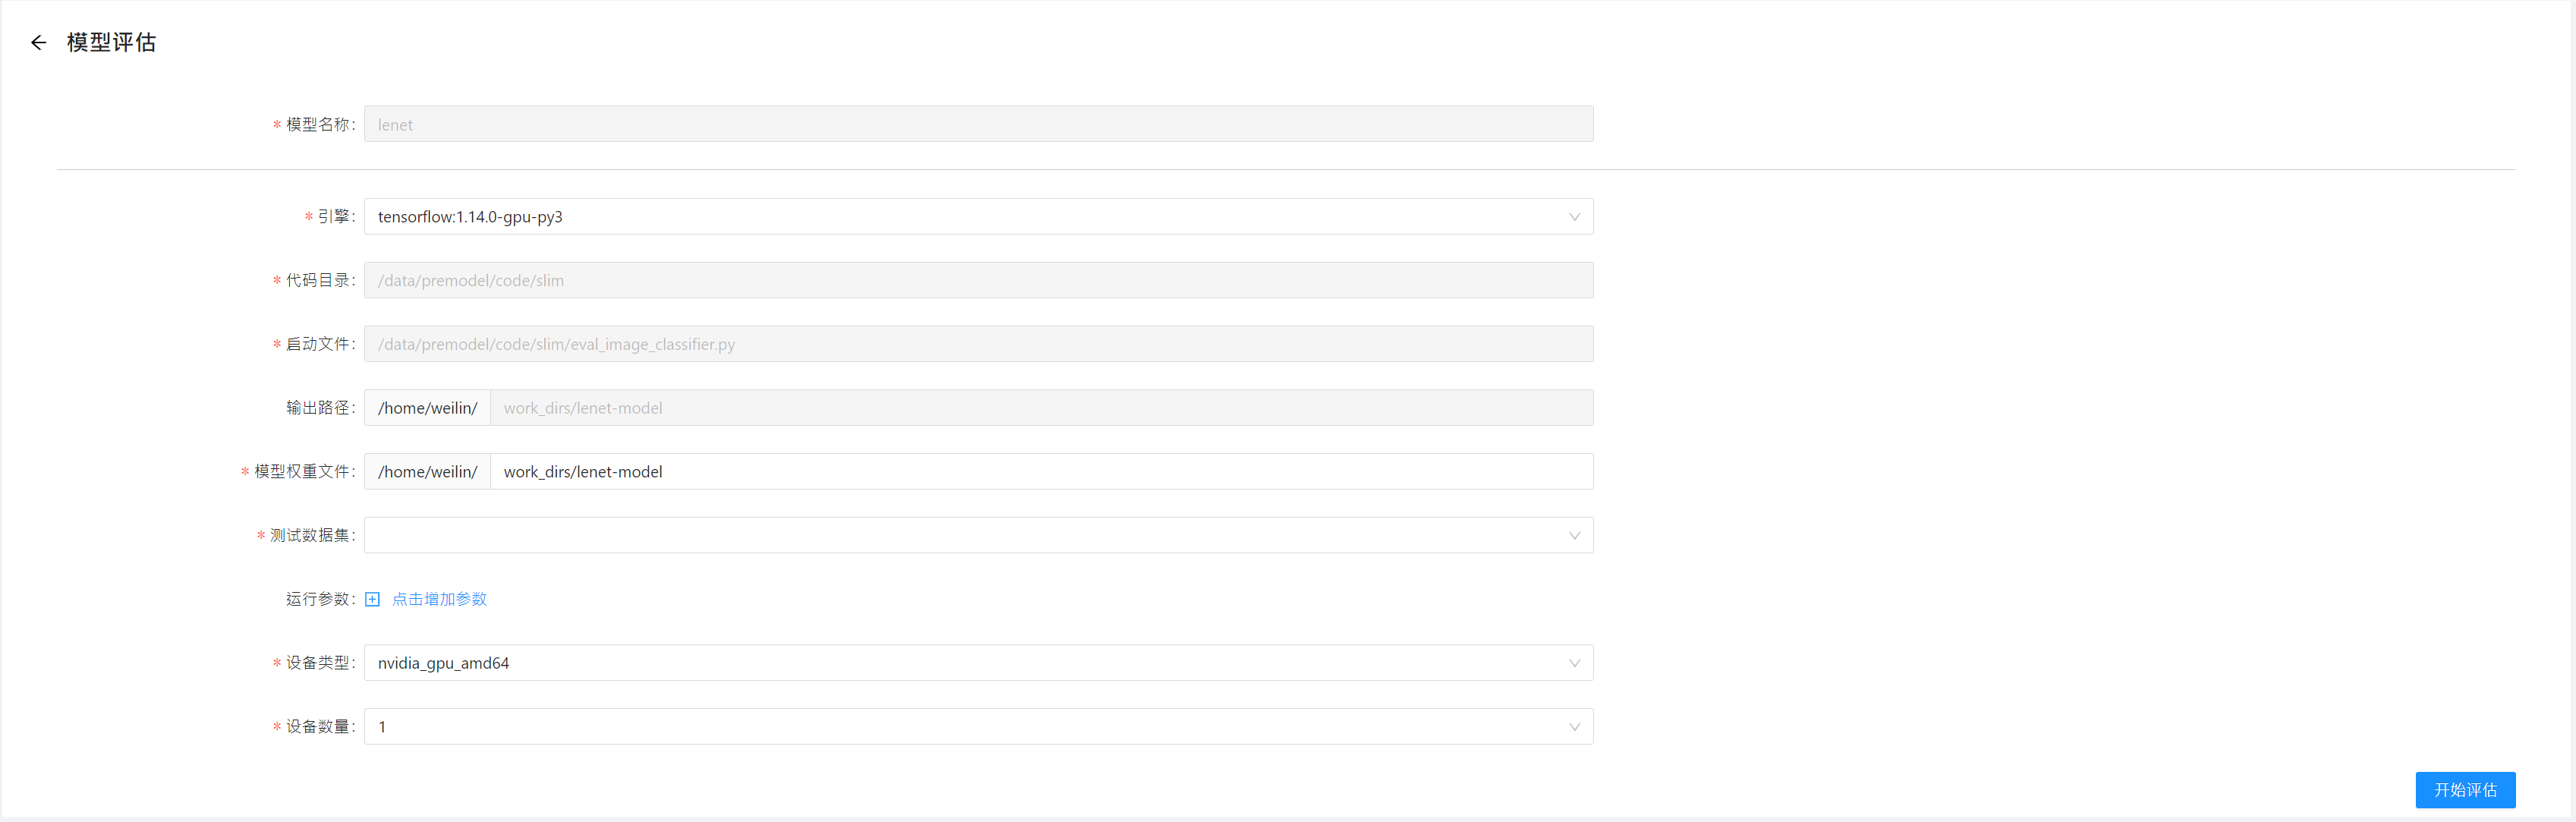 模型评估
* 模型名称: lenet
* 引擎: tensorflow:1.14.0-gpu-py3
* 代码目录: /data/premodel/code/slim
* 启动文件: /data/premodel/code/slim/eval_image_classifier.py
输出路径: /home/weilin/ work_dirs/lenet-model
* 模型权重文件: /home/weilin/ work_dirs/lenet-model
* 测试数据集:
运行参数: 点击增加参数
* 设备类型: nvidia_gpu_amd64
* 设备数量: 1
开始评估